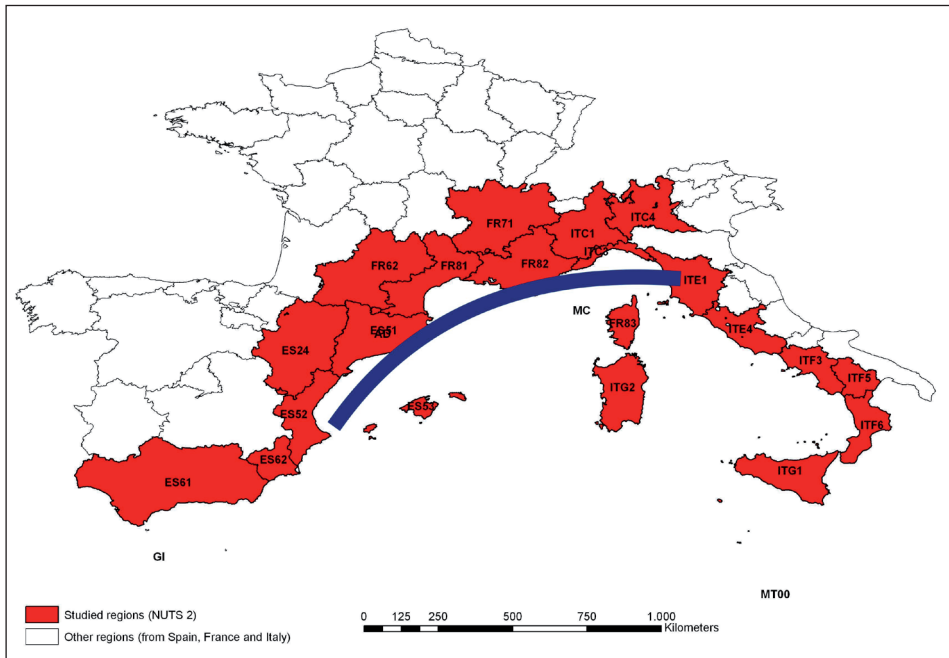 FR71
ITC4
ITC1
ITC3
FR62
FR81
FR82
ITE1
MC
FR83
ITE4
ES51
AD
ES24
ITF3
ITF5
ITG2
ES53
ES52
ITF6
ES62
ITG1
ES61
GI
MT00
Studied regions (NUTS 2)
Other regions (from Spain, France and Italy)
0 125 250 500 750 1.000
Kilometers